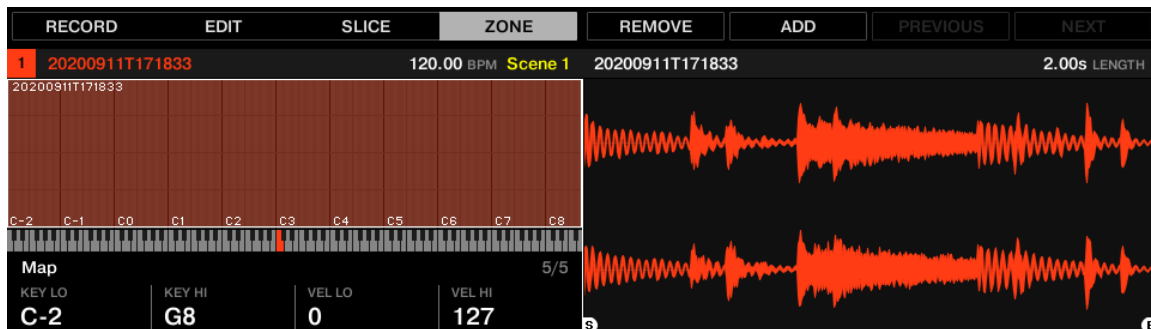 RECORD EDIT SLICE ZONE REMOVE ADD PREVIOUS NEXT
1 20200911T171833 120.00 BPM Scene 1 20200911T171833 2.00s LENGTH
20200911T171833
C-2 C-1 C0 C1 C2 C3 C4 C5 C6 C7 C8
Map 5/5
KEY LO KEY HI VEL LO VEL HI
C-2 G8 0 127
S E